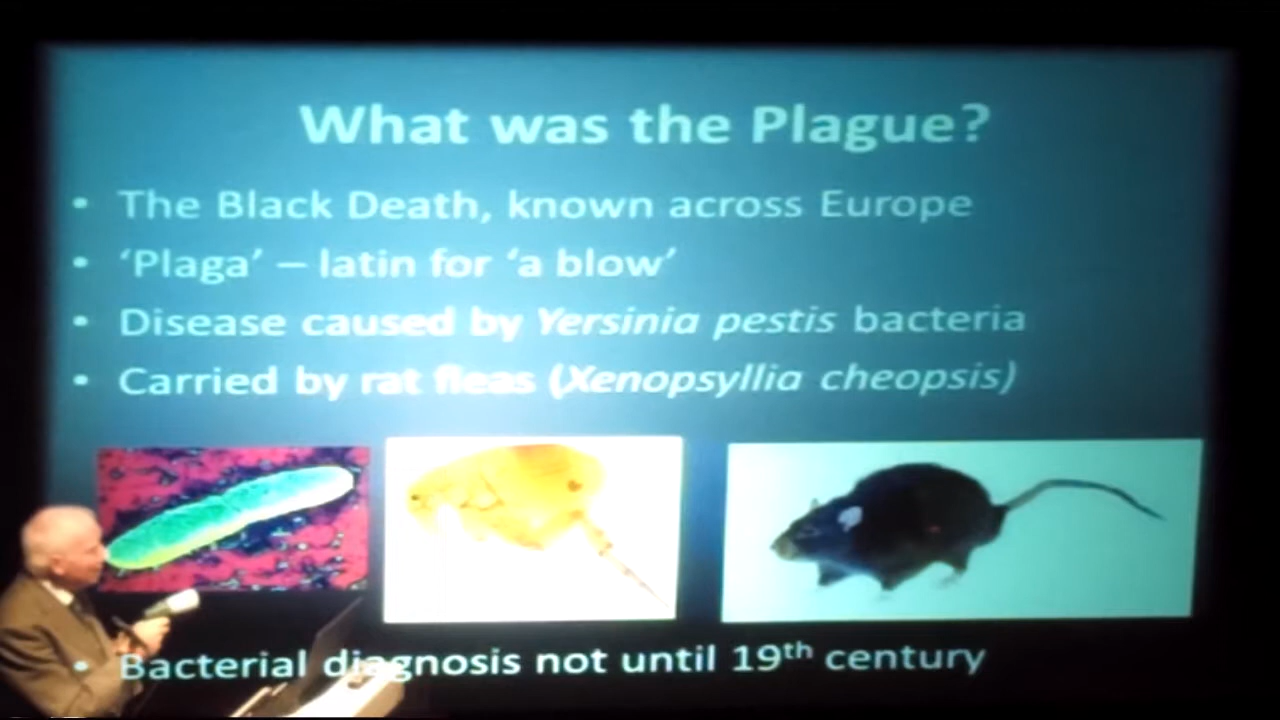 What was the Plague?
• The Black Death, known across Europe
• ‘Plaga’ – latin for ‘a blow’
• Disease caused by Yersinia pestis bacteria
• Carried by rat fleas (Xenopsyllia cheopsis)
• Bacterial diagnosis not until 19th century